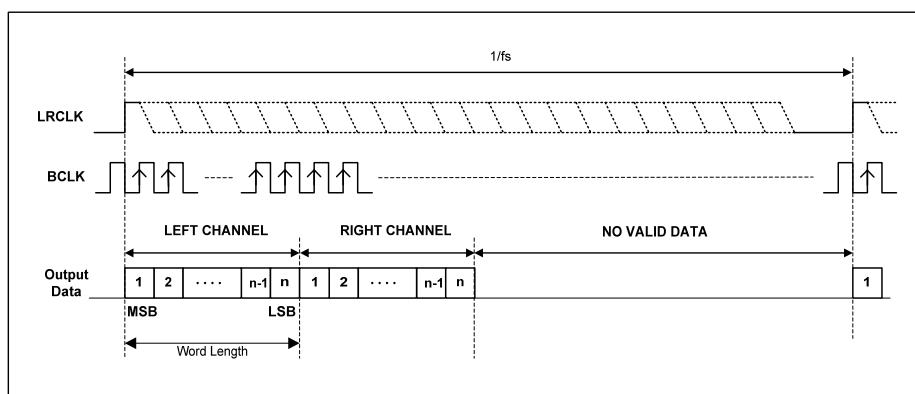 1/fs
LRCLK
BCLK
LEFT CHANNEL RIGHT CHANNEL NO VALID DATA
Output Data 1 2 · · · · n-1 n 1 2 · · · · n-1 n 1
MSB LSB
Word Length